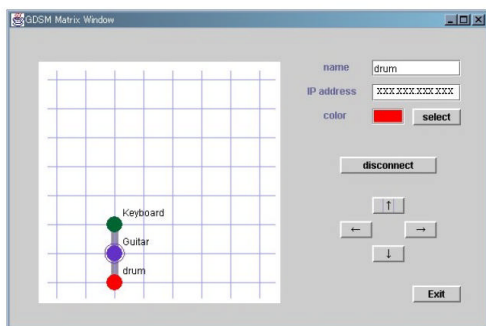 GDSM Matrix Window
name drum
IP address xxx.xxx.xxx.xxx
color select
disconnect
↑
← →
↓
Keyboard
Guitar
drum
Exit